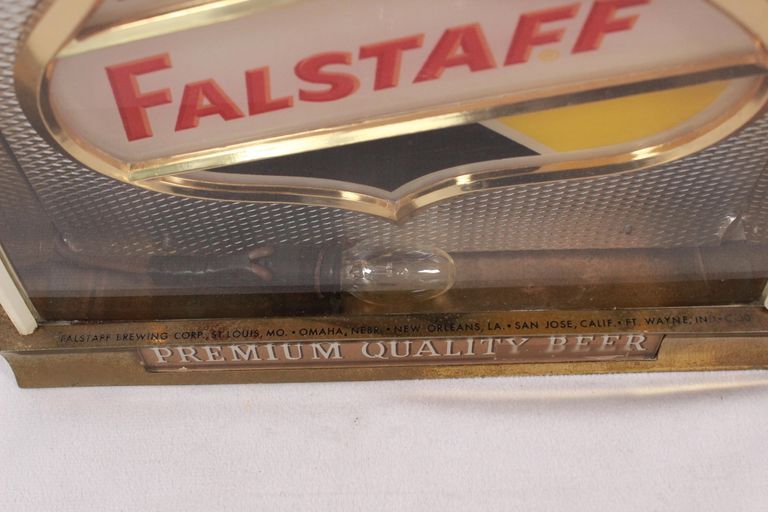 FALSTAFF
FALSTAFF BREWING CORP., ST. LOUIS, MO. • OMAHA, NEBR. • NEW ORLEANS, LA. • SAN JOSE, CALIF. • FT. WAYNE, IND.
PREMIUM QUALITY BEER